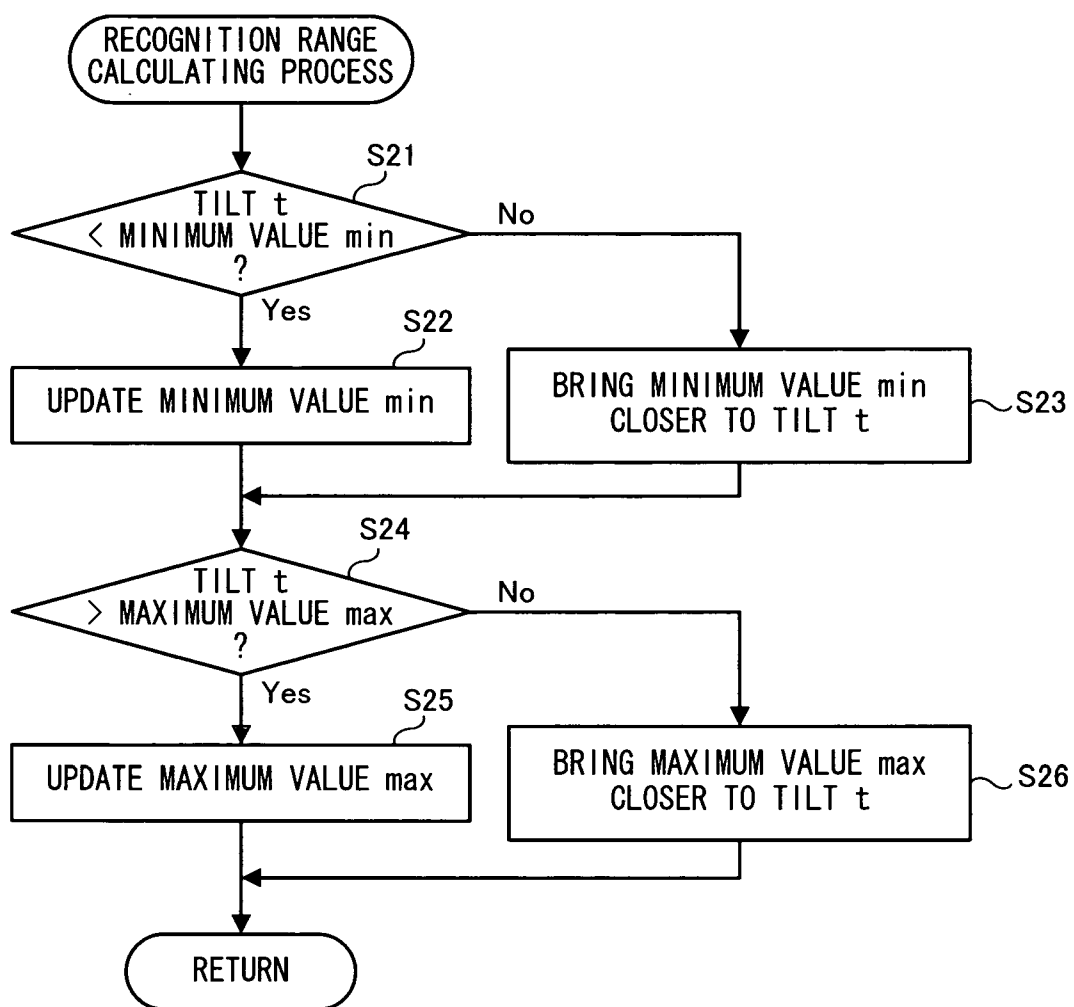 RECOGNITION RANGE
CALCULATING PROCESS
S21
TILT t
< MINIMUM VALUE min
?
No
Yes
S22
UPDATE MINIMUM VALUE min
BRING MINIMUM VALUE min
CLOSER TO TILT t
S23
S24
TILT t
> MAXIMUM VALUE max
?
No
Yes
S25
UPDATE MAXIMUM VALUE max
BRING MAXIMUM VALUE max
CLOSER TO TILT t
S26
RETURN